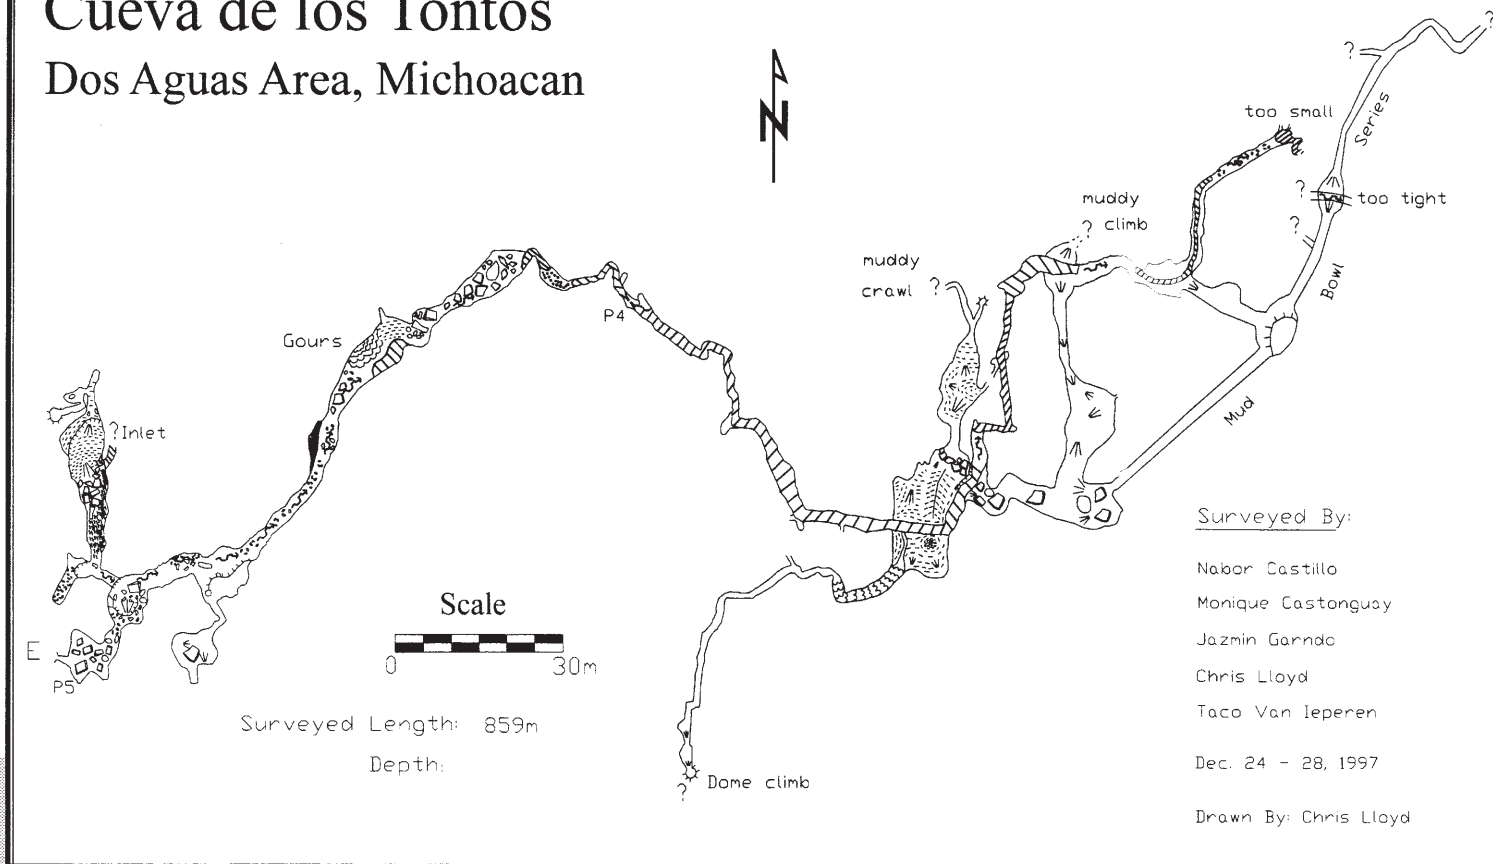 Cueva de los Tontos
Dos Aguas Area, Michoacan
N
?
?
too small
Series
?
too tight
muddy
climb
?
?
muddy
crawl
?
Bowl
P4
Gours
?Inlet
Mud
Surveyed By:
Nabor Castillo
Monique Castonguay
Jazmin Garndo
Chris Lloyd
Taco Van Ieperen
Dec. 24 - 28, 1997
Drawn By: Chris Lloyd
Scale
0
30m
E
P5
Surveyed Length: 859m
Depth:
Dome climb
?